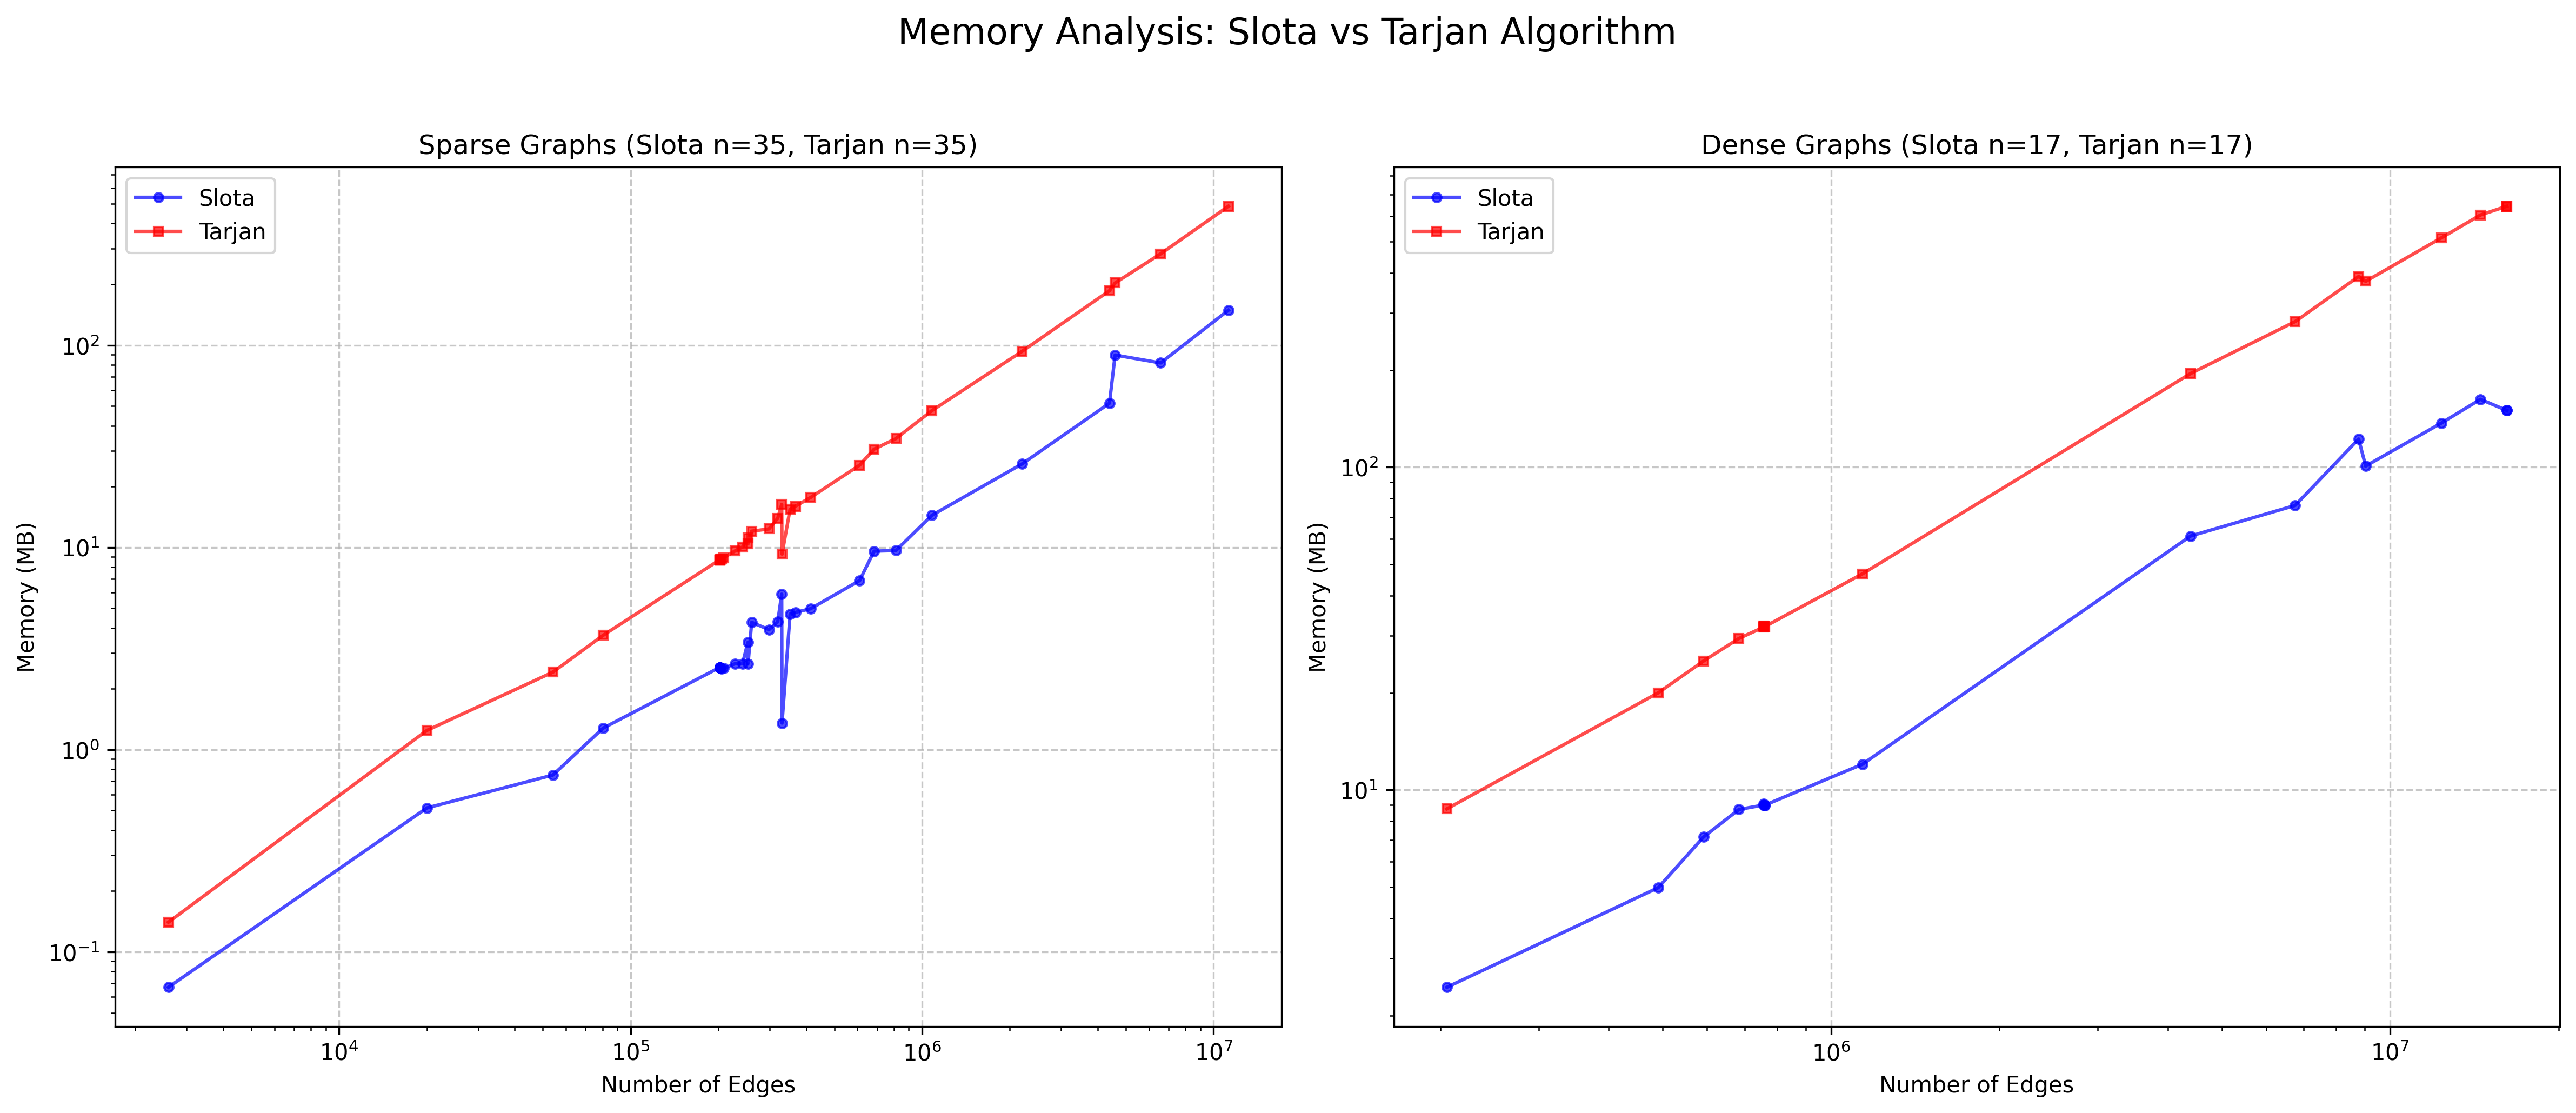 Memory Analysis: Slota vs Tarjan Algorithm
Sparse Graphs (Slota n=35, Tarjan n=35)
Slota
Tarjan
Memory (MB)
10²
10¹
10⁰
10⁻¹
10⁴
10⁵
10⁶
10⁷
Number of Edges
Dense Graphs (Slota n=17, Tarjan n=17)
Slota
Tarjan
Memory (MB)
10²
10¹
10⁶
10⁷
Number of Edges